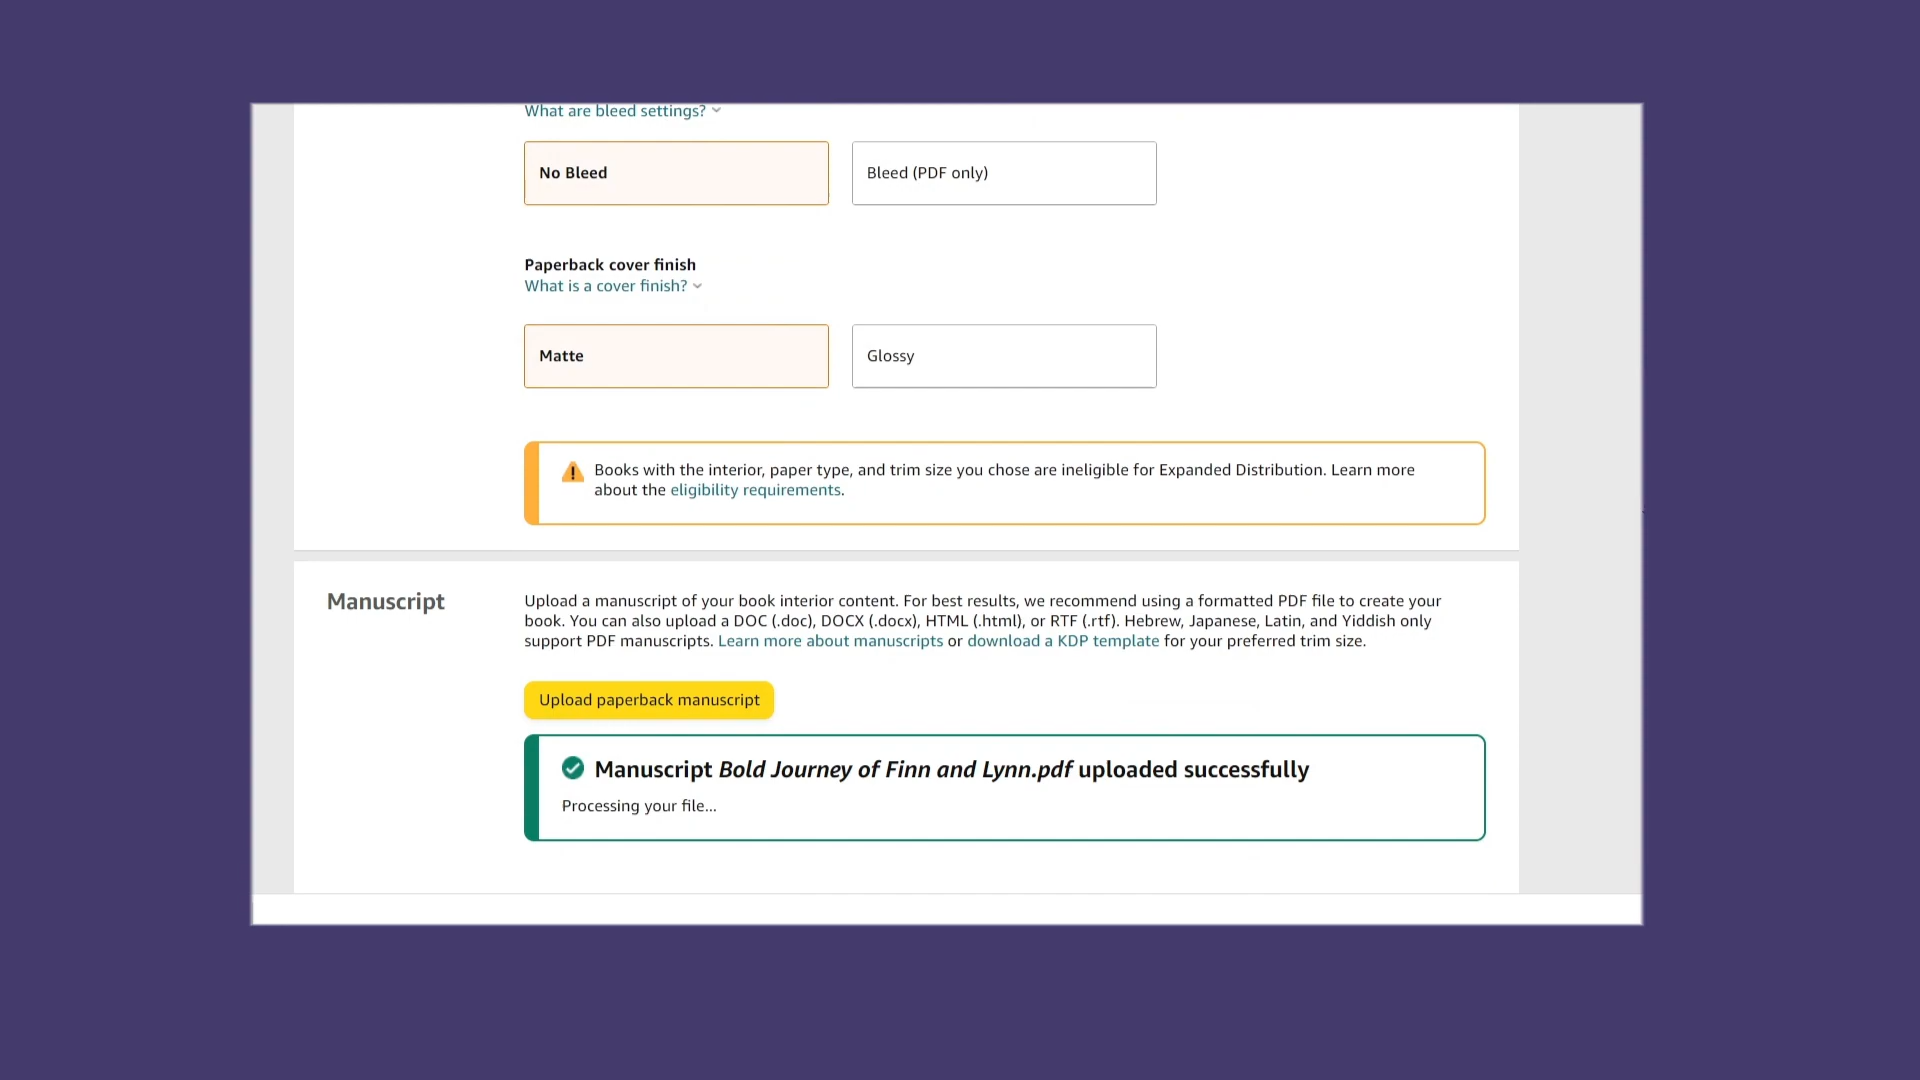 What are bleed settings?
No Bleed
Bleed (PDF only)
Paperback cover finish
What is a cover finish?
Matte
Glossy
Books with the interior, paper type, and trim size you chose are ineligible for Expanded Distribution. Learn more
about the eligibility requirements.
Manuscript
Upload a manuscript of your book interior content. For best results, we recommend using a formatted PDF file to create your
book. You can also upload a DOC (.doc), DOCX (.docx), HTML (.html), or RTF (.rtf). Hebrew, Japanese, Latin, and Yiddish only
support PDF manuscripts. Learn more about manuscripts or download a KDP template for your preferred trim size.
Upload paperback manuscript
Manuscript Bold Journey of Finn and Lynn.pdf uploaded successfully
Processing your file...